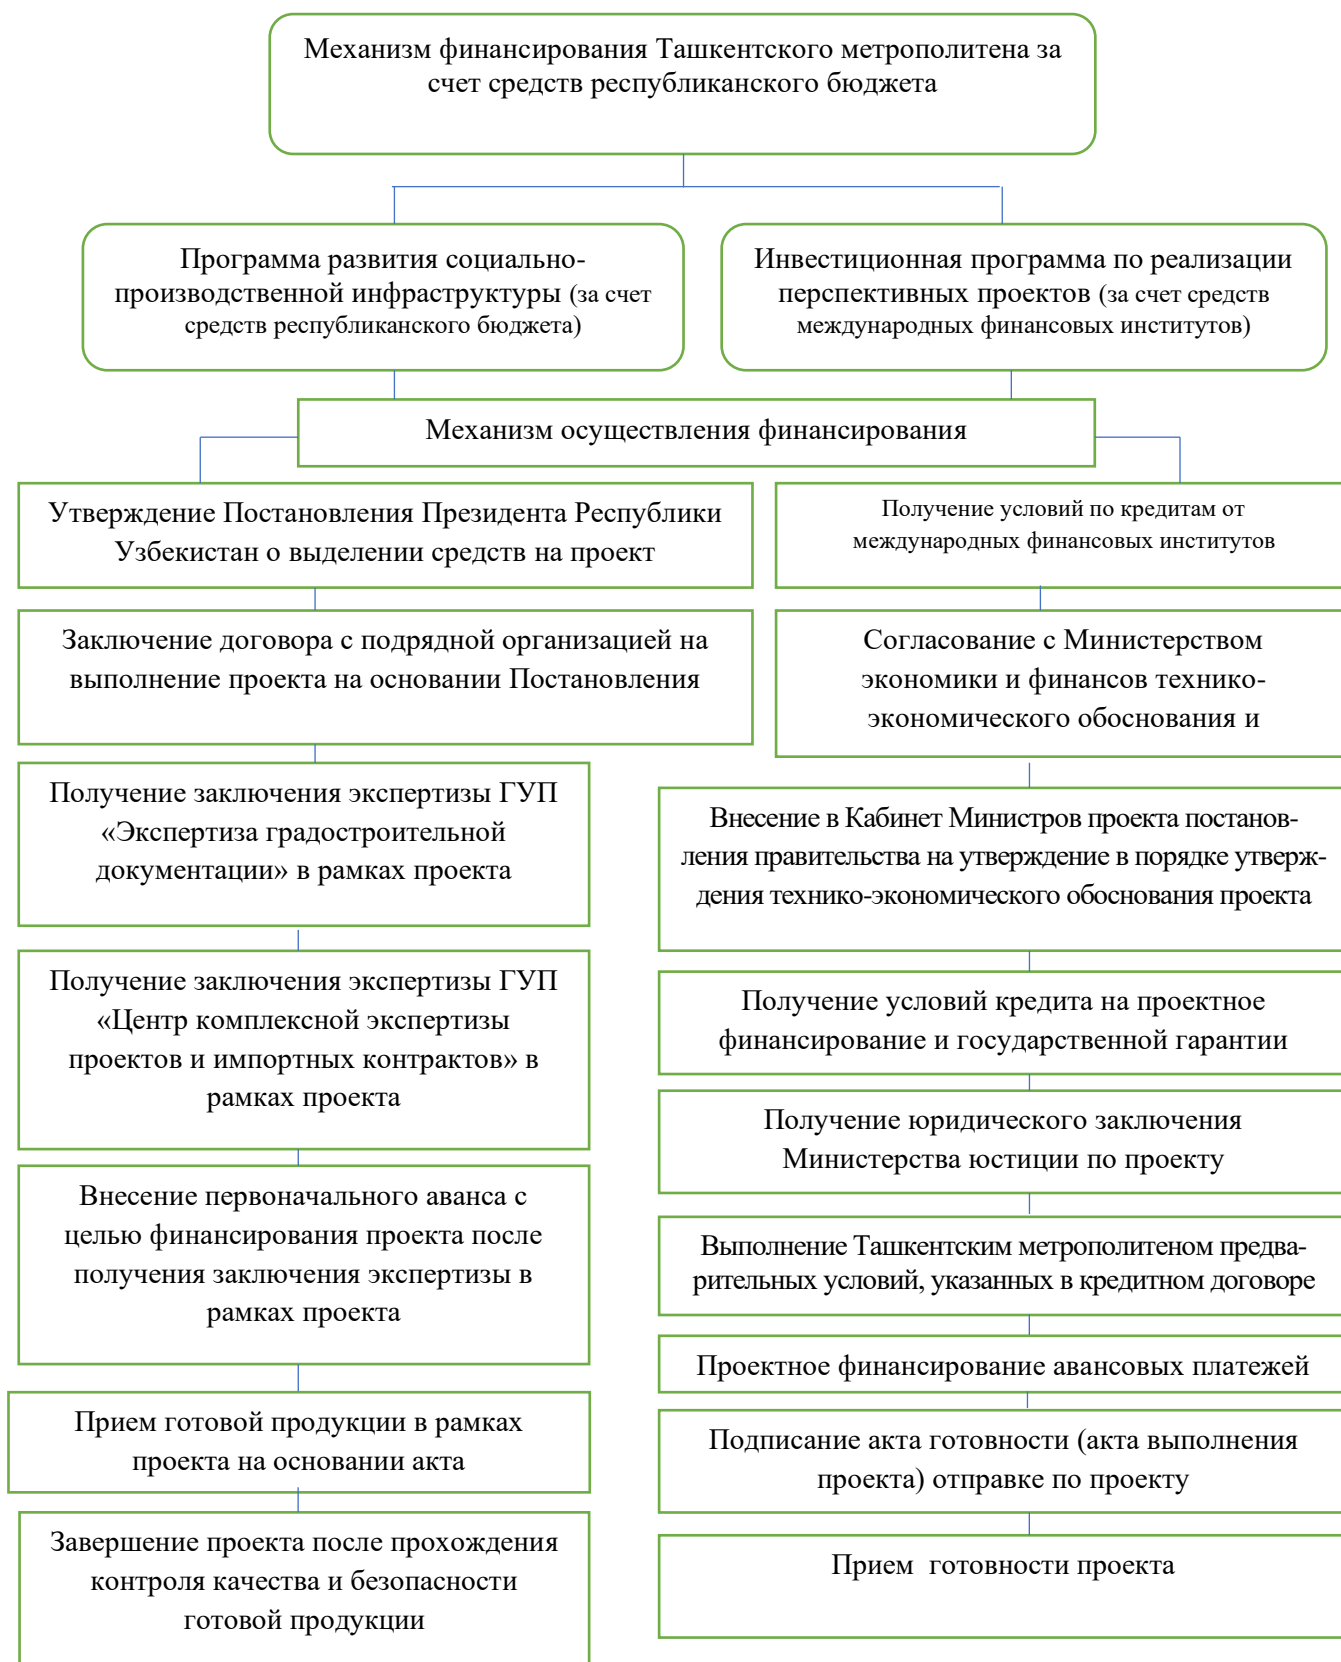 Механизм финансирования Ташкентского метрополитена за
счет средств республиканского бюджета
Программа развития социально-
производственной инфраструктуры (за счет
средств республиканского бюджета)
Инвестиционная программа по реализации
перспективных проектов (за счет средств
международных финансовых институтов)
Механизм осуществления финансирования
Утверждение Постановления Президента Республики
Узбекистан о выделении средств на проект
Заключение договора с подрядной организацией на
выполнение проекта на основании Постановления
Получение заключения экспертизы ГУП
«Экспертиза градостроительной
документации» в рамках проекта
Получение заключения экспертизы ГУП
«Центр комплексной экспертизы
проектов и импортных контрактов» в
рамках проекта
Внесение первоначального аванса с
целью финансирования проекта после
получения заключения экспертизы в
рамках проекта
Прием готовой продукции в рамках
проекта на основании акта
Завершение проекта после прохождения
контроля качества и безопасности
готовой продукции
Получение условий по кредитам от
международных финансовых институтов
Согласование с Министерством
экономики и финансов технико-
экономического обоснования и
Внесение в Кабинет Министров проекта постанов-
ления правительства на утверждение в порядке утверж-
дения технико-экономического обоснования проекта
Получение условий кредита на проектное
финансирование и государственной гарантии
Получение юридического заключения
Министерства юстиции по проекту
Выполнение Ташкентским метрополитеном предва-
рительных условий, указанных в кредитном договоре
Проектное финансирование авансовых платежей
Подписание акта готовности (акта выполнения
проекта) отправке по проекту
Прием готовности проекта